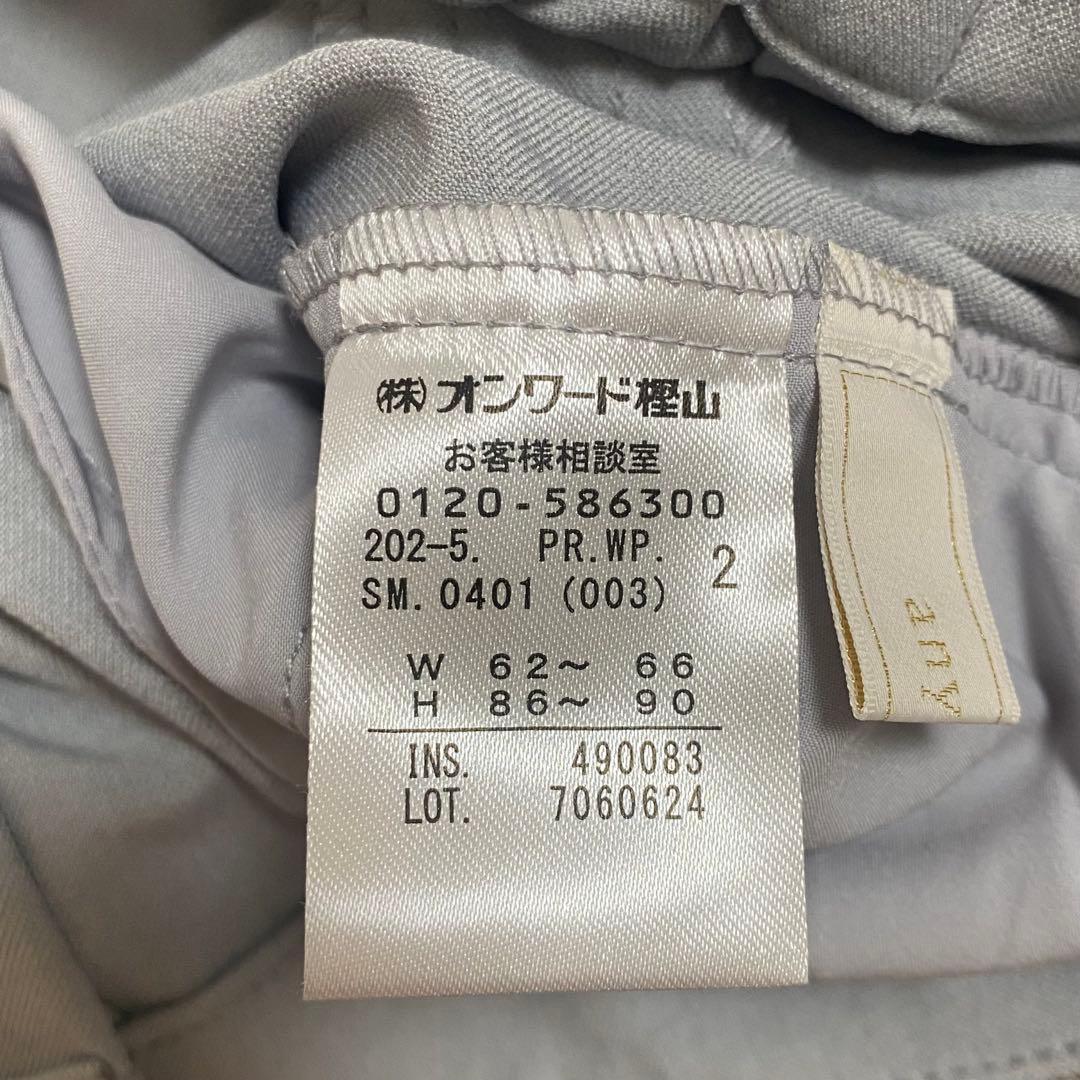 (株)オンワード樫山
お客様相談室
0120-586300
202-5. PR.WP. 2
SM.0401 (003)
W 62～ 66
H 86～ 90
INS. 490083
LOT. 7060624
any